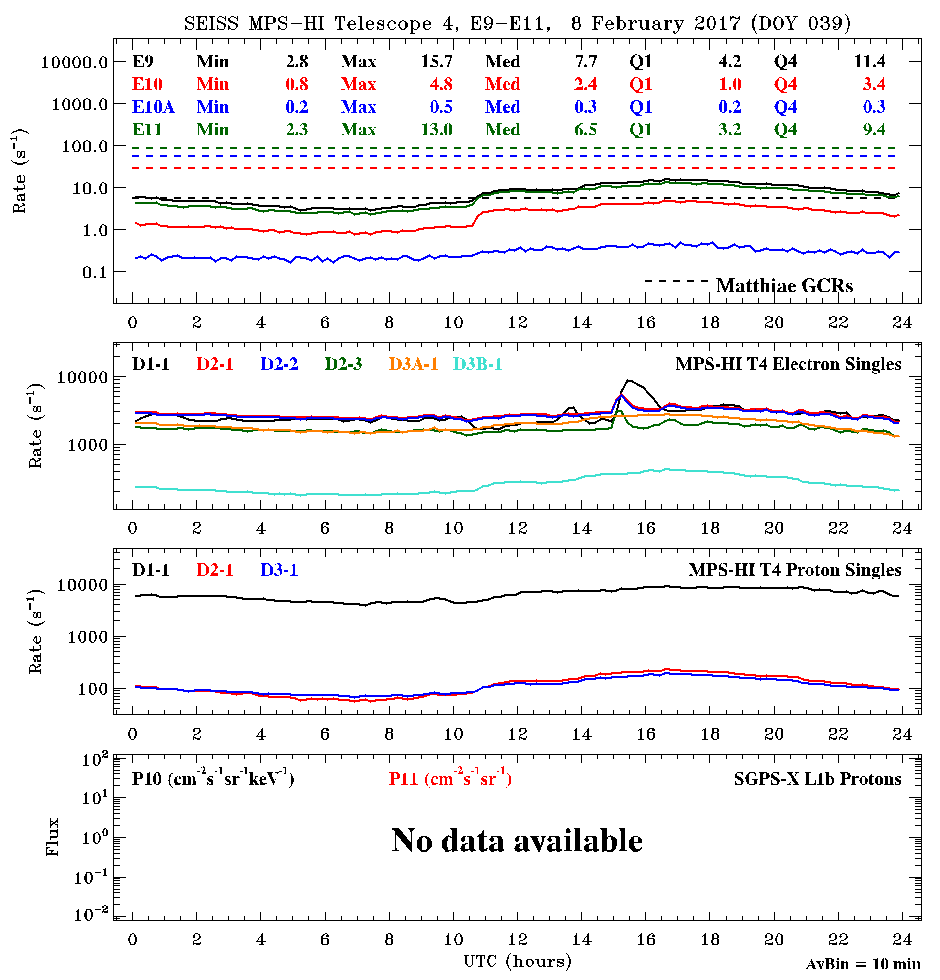 SEISS MPS-HI Telescope 4, E9-E11, 8 February 2017 (DOY 039)
E9 Min 2.8 Max 15.7 Med 7.7 Q1 4.2 Q4 11.4
E10 Min 0.8 Max 4.8 Med 2.4 Q1 1.0 Q4 3.4
E10A Min 0.2 Max 0.5 Med 0.3 Q1 0.2 Q4 0.3
E11 Min 2.3 Max 13.0 Med 6.5 Q1 3.2 Q4 9.4
10000.0
1000.0
100.0
10.0
1.0
0.1
Rate (s⁻¹)
Matthiae GCRs
0 2 4 6 8 10 12 14 16 18 20 22 24
D1-1 D2-1 D2-2 D2-3 D3A-1 D3B-1 MPS-HI T4 Electron Singles
10000
1000
Rate (s⁻¹)
0 2 4 6 8 10 12 14 16 18 20 22 24
D1-1 D2-1 D3-1 MPS-HI T4 Proton Singles
10000
1000
100
Rate (s⁻¹)
0 2 4 6 8 10 12 14 16 18 20 22 24
P10 (cm⁻²s⁻¹sr⁻¹keV⁻¹) P11 (cm⁻²s⁻¹sr⁻¹) SGPS-X L1b Protons
10²
10¹
10⁰
10⁻¹
10⁻²
Flux
No data available
0 2 4 6 8 10 12 14 16 18 20 22 24
UTC (hours)
AvBin = 10 min